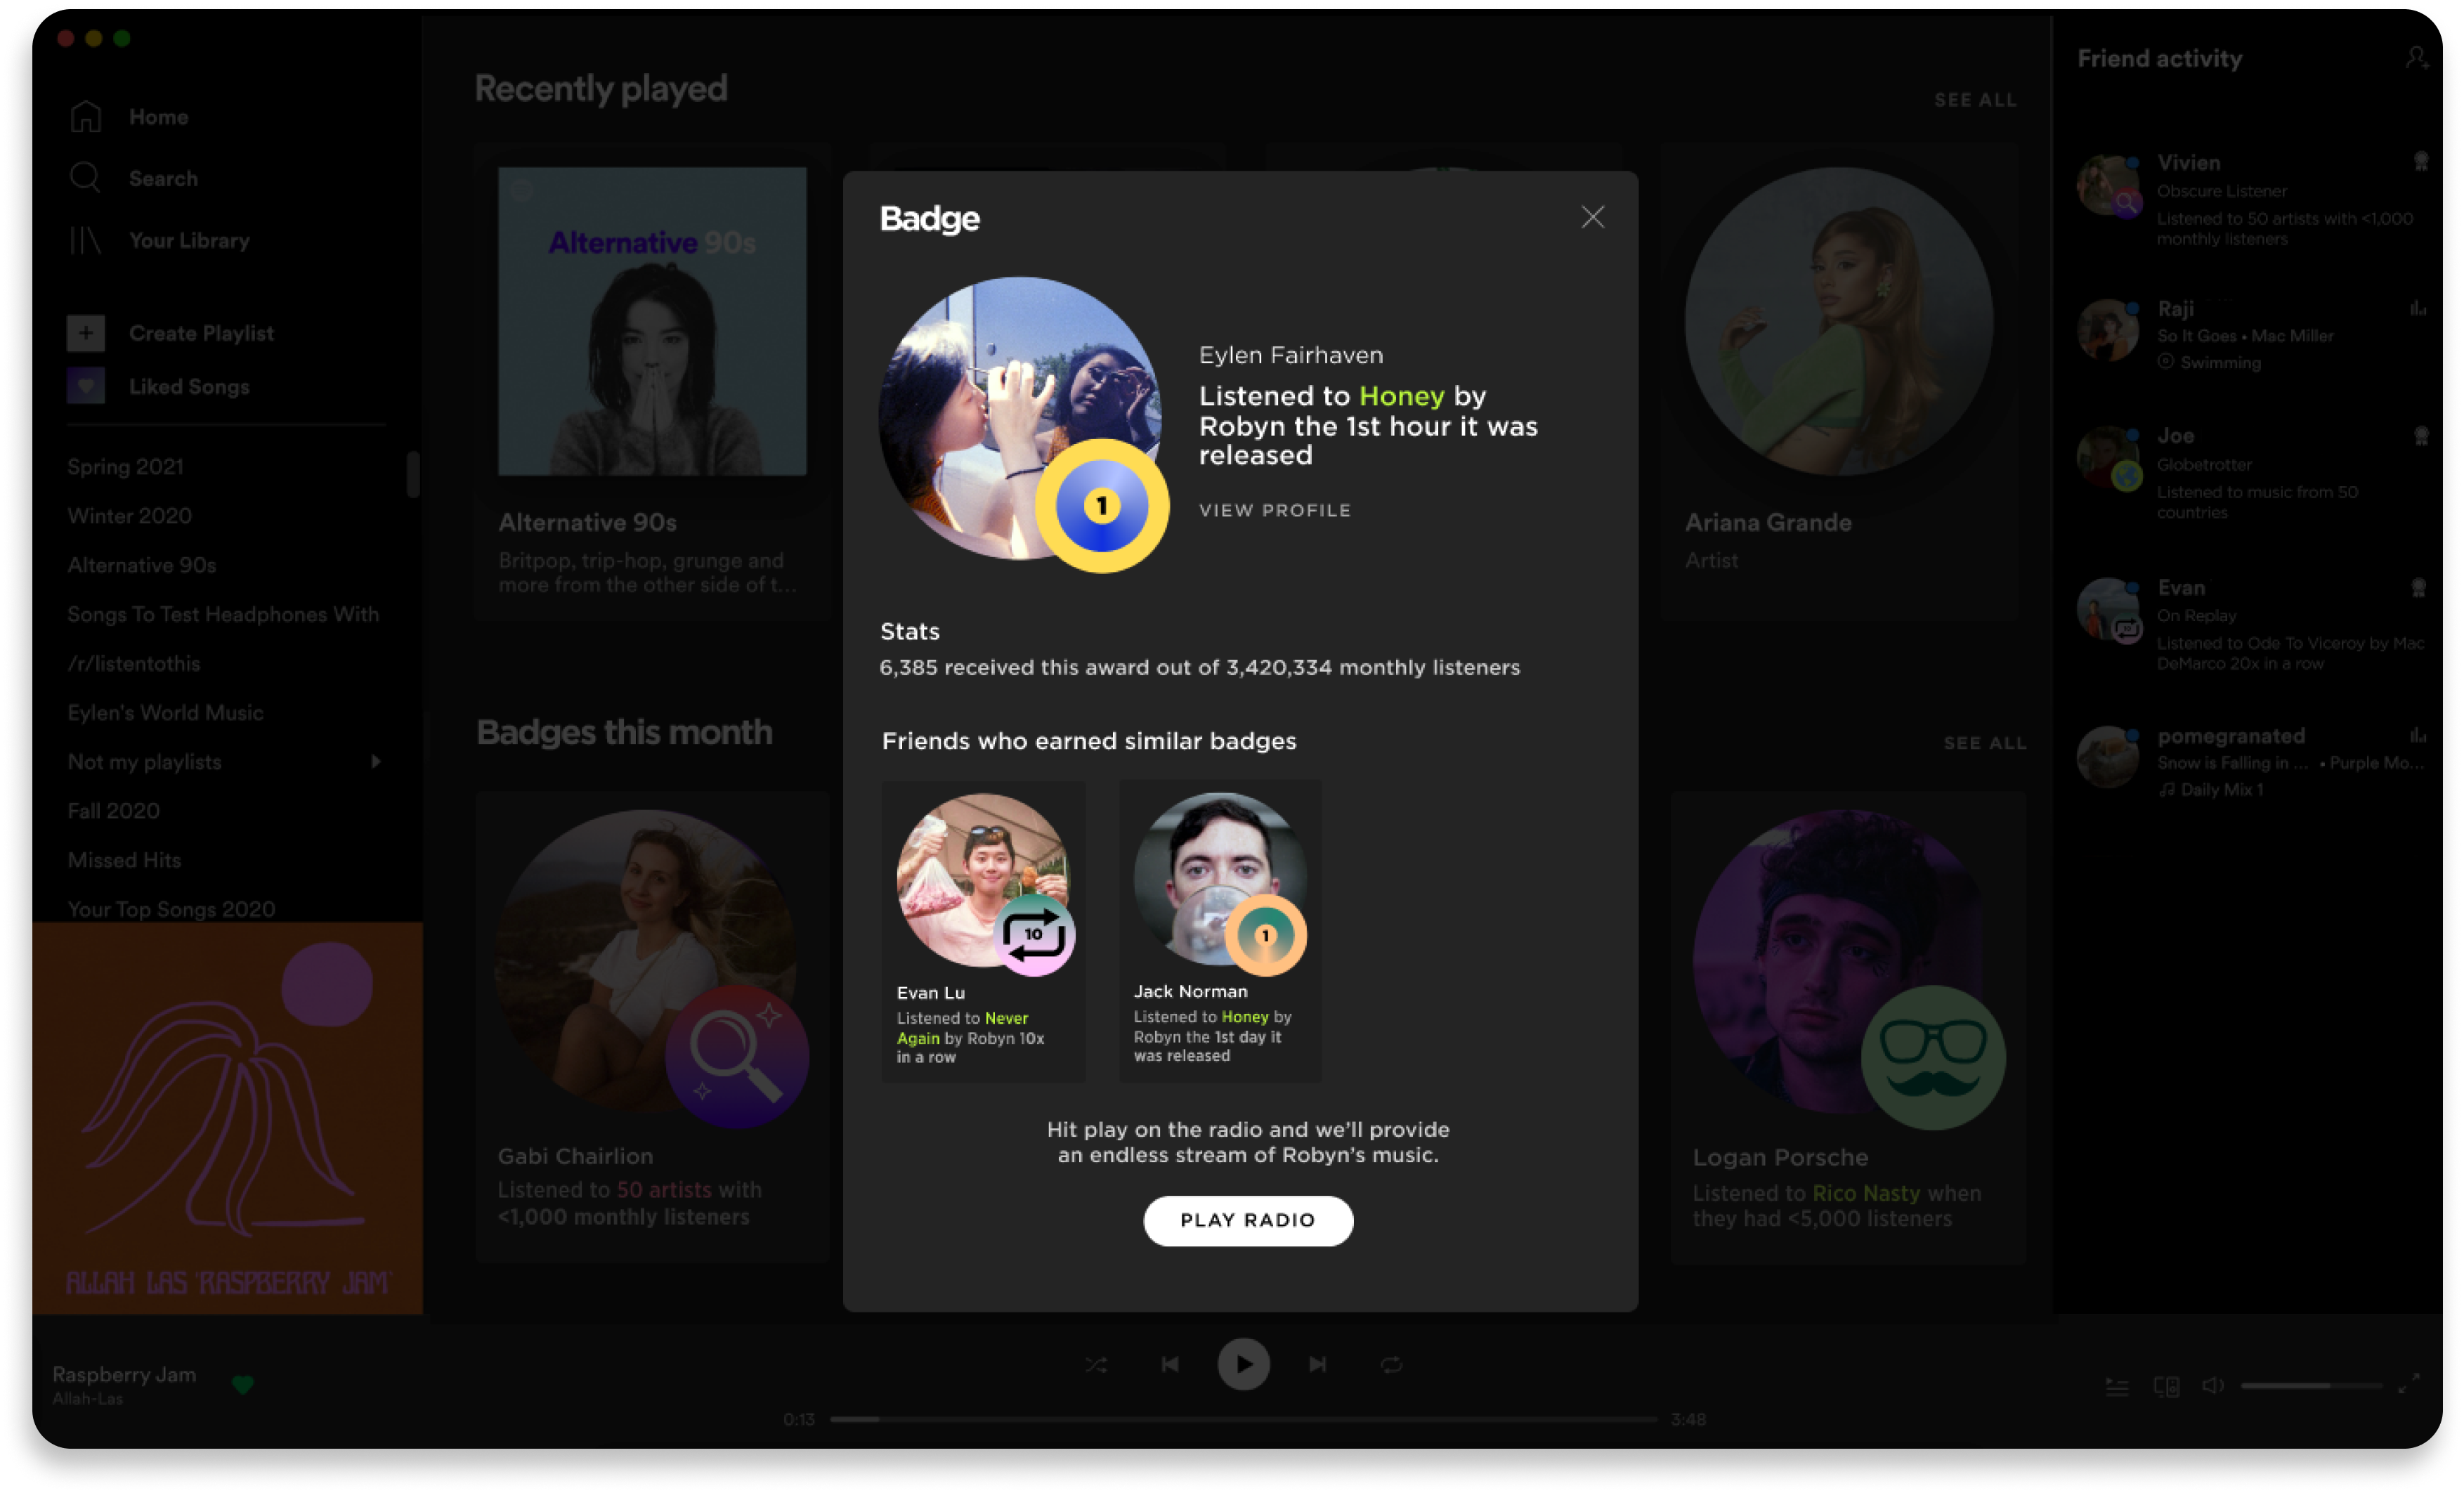 Home
Search
Your Library
Create Playlist
Liked Songs
Spring 2021
Winter 2020
Alternative 90s
Songs To Test Headphones With
/r/listentothis
Eylen's World Music
Not my playlists
Fall 2020
Missed Hits
Your Top Songs 2020
ALLAH LAS 'RASPBERRY JAM'
Recently played
SEE ALL
Alternative 90s
Alternative 90s
Britpop, trip-hop, grunge and
more from the other side of t...
Ariana Grande
Artist
Badges this month
SEE ALL
Gabi Chairlion
Listened to 50 artists with
<1,000 monthly listeners
Logan Porsche
Listened to Rico Nasty when
they had <5,000 listeners
Badge
1
Eylen Fairhaven
Listened to Honey by
Robyn the 1st hour it was
released
VIEW PROFILE
Stats
6,385 received this award out of 3,420,334 monthly listeners
Friends who earned similar badges
10
Evan Lu
Listened to Never
Again by Robyn 10x
in a row
1
Jack Norman
Listened to Honey by
Robyn the 1st day it
was released
Hit play on the radio and we'll provide
an endless stream of Robyn's music.
PLAY RADIO
Friend activity
Vivien
Obscure Listener
Listened to 50 artists with <1,000
monthly listeners
Raji
So It Goes • Mac Miller
Swimming
Joe
Globetrotter
Listened to music from 50
countries
Evan
On Replay
Listened to Ode To Viceroy by Mac
DeMarco 20x in a row
pomegranated
Snow is Falling in ... • Purple Mo...
Daily Mix 1
Raspberry Jam
Allah-Las
0:13
3:48